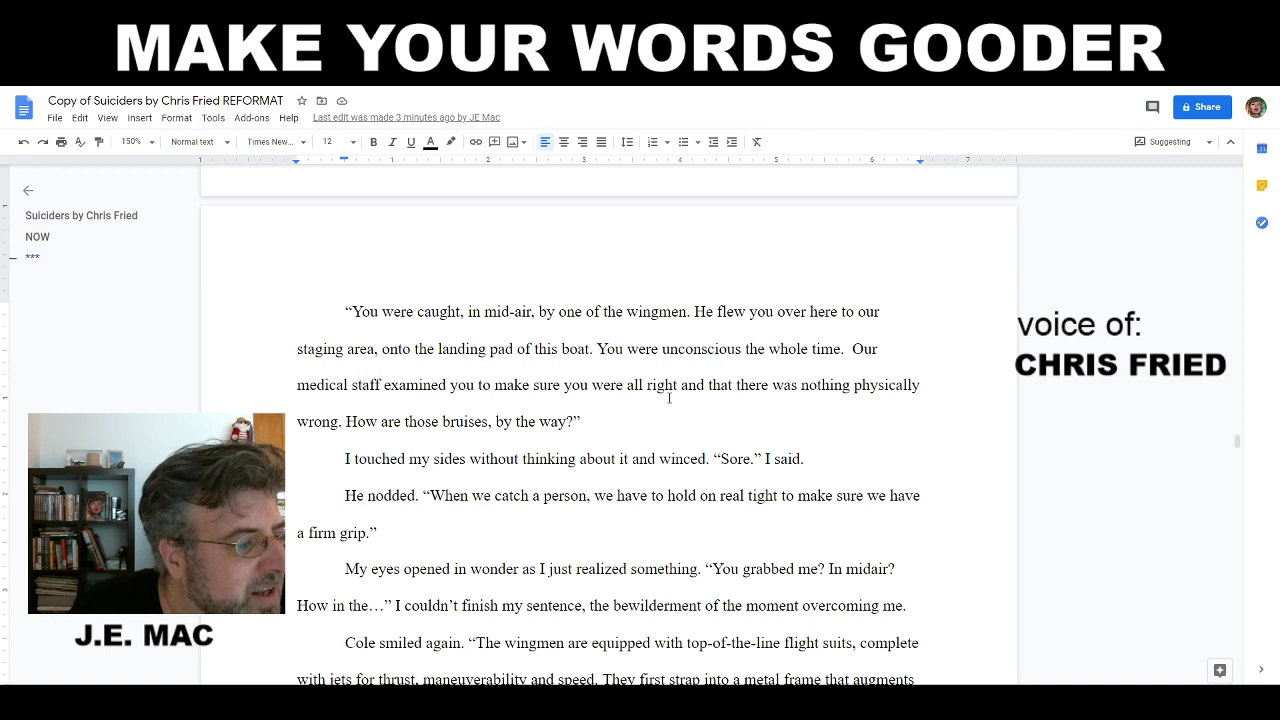 MAKE YOUR WORDS GOODER
Copy of Suiciders by Chris Fried REFORMAT
File Edit View Insert Format Tools Add-ons Help Last edit was made 3 minutes ago by JE Mac
Share
150% Normal text Times New... 12 B I U A Suggesting
1 1 2 3 4 5 6 7
Suiciders by Chris Fried
NOW
***
“You were caught, in mid-air, by one of the wingmen. He flew you over here to our
staging area, onto the landing pad of this boat. You were unconscious the whole time.  Our
medical staff examined you to make sure you were all right and that there was nothing physically
wrong. How are those bruises, by the way?”
I touched my sides without thinking about it and winced. “Sore.” I said.
He nodded. “When we catch a person, we have to hold on real tight to make sure we have
a firm grip.”
My eyes opened in wonder as I just realized something. “You grabbed me? In midair?
How in the…” I couldn’t finish my sentence, the bewilderment of the moment overcoming me.
Cole smiled again. “The wingmen are equipped with top-of-the-line flight suits, complete
with jets for thrust, maneuverability and speed. They first strap into a metal frame that augments
voice of:
CHRIS FRIED
J.E. MAC